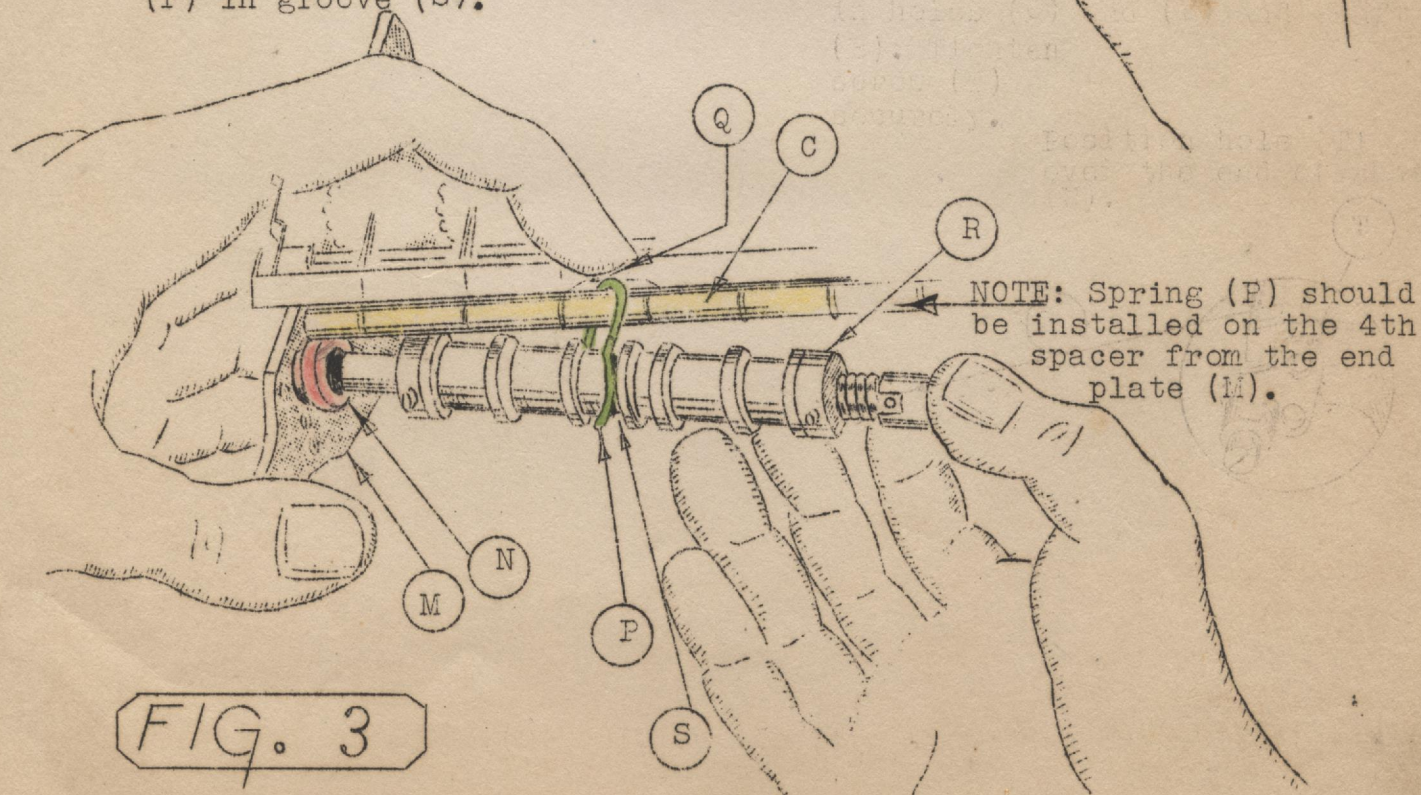 (P) in groove (S).
Q
C
R
NOTE: Spring (P) should
be installed on the 4th
spacer from the end
plate (M).
N
M
P
S
FIG. 3
T